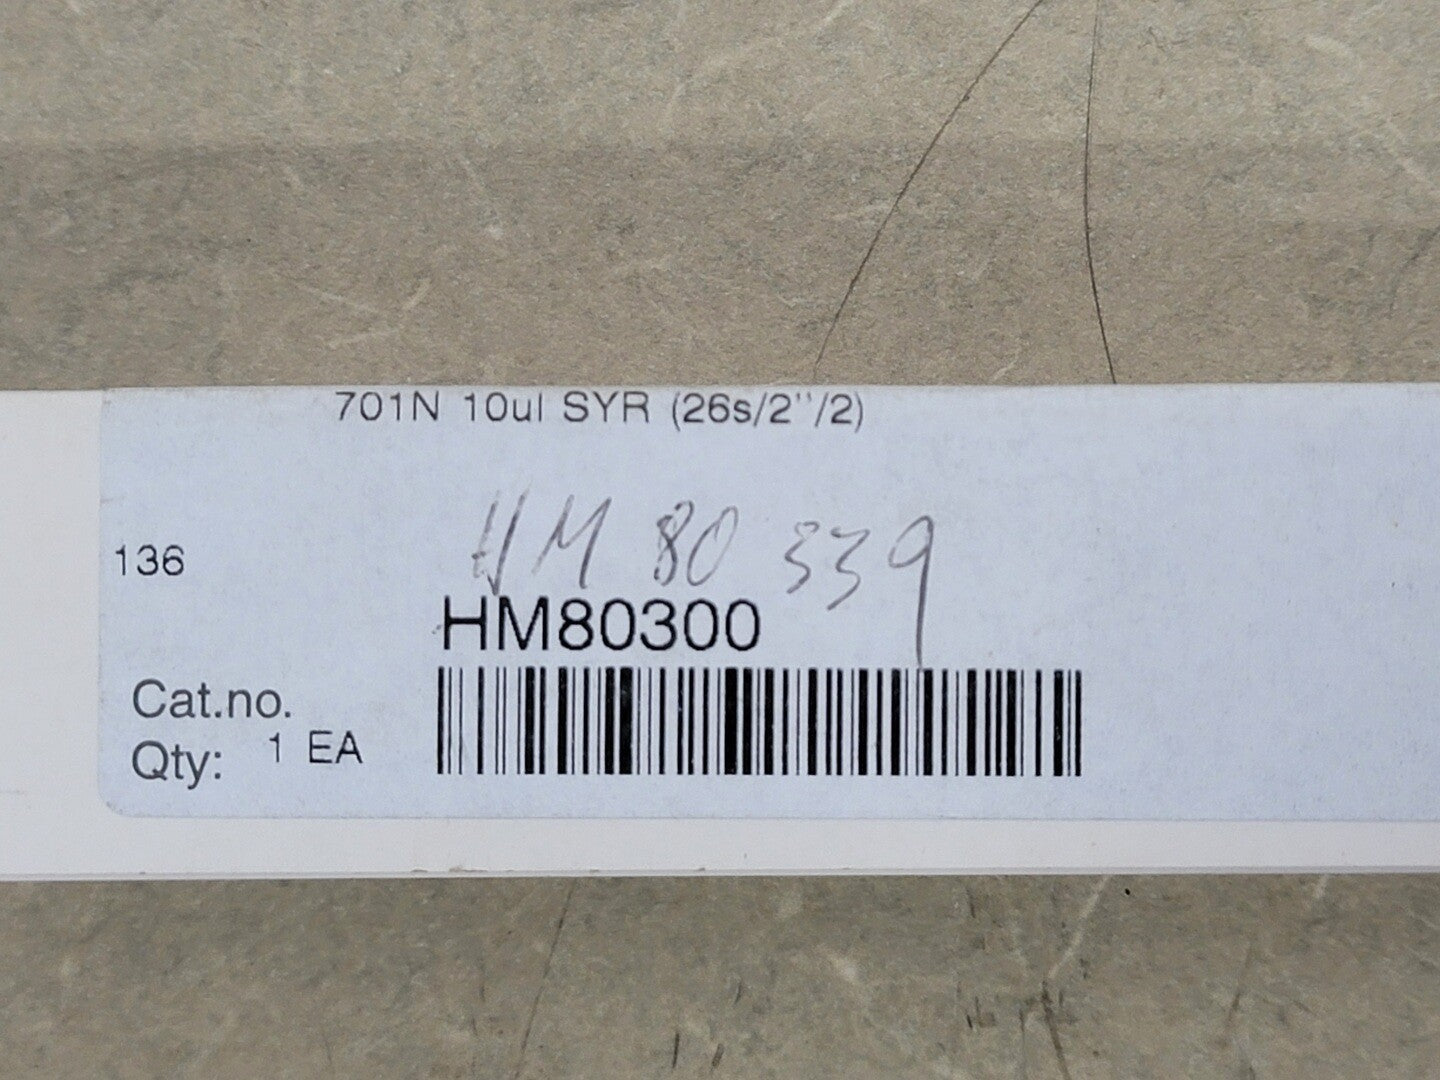 701N 10ul SYR (26s/2"/2)
HM 80 339
136
HM80300
Cat.no.
Qty: 1 EA